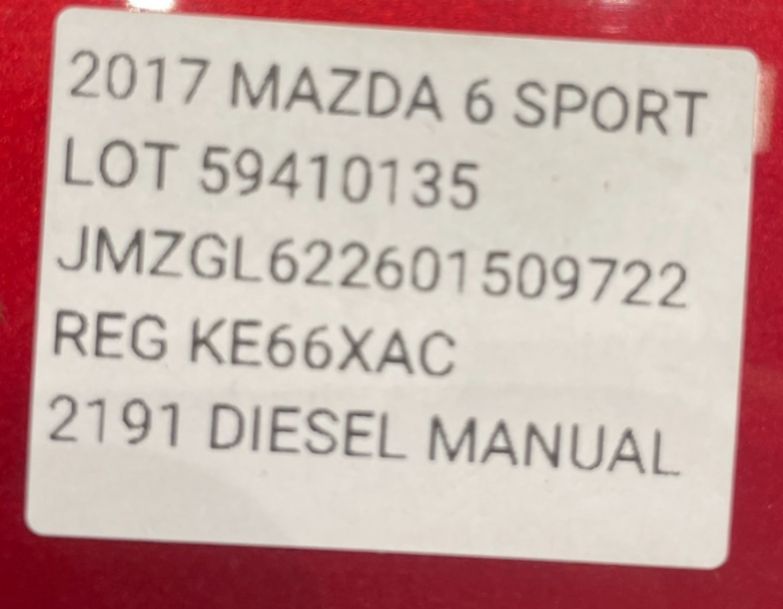 2017 MAZDA 6 SPORT
LOT 59410135
JMZGL622601509722
REG KE66XAC
2191 DIESEL MANUAL